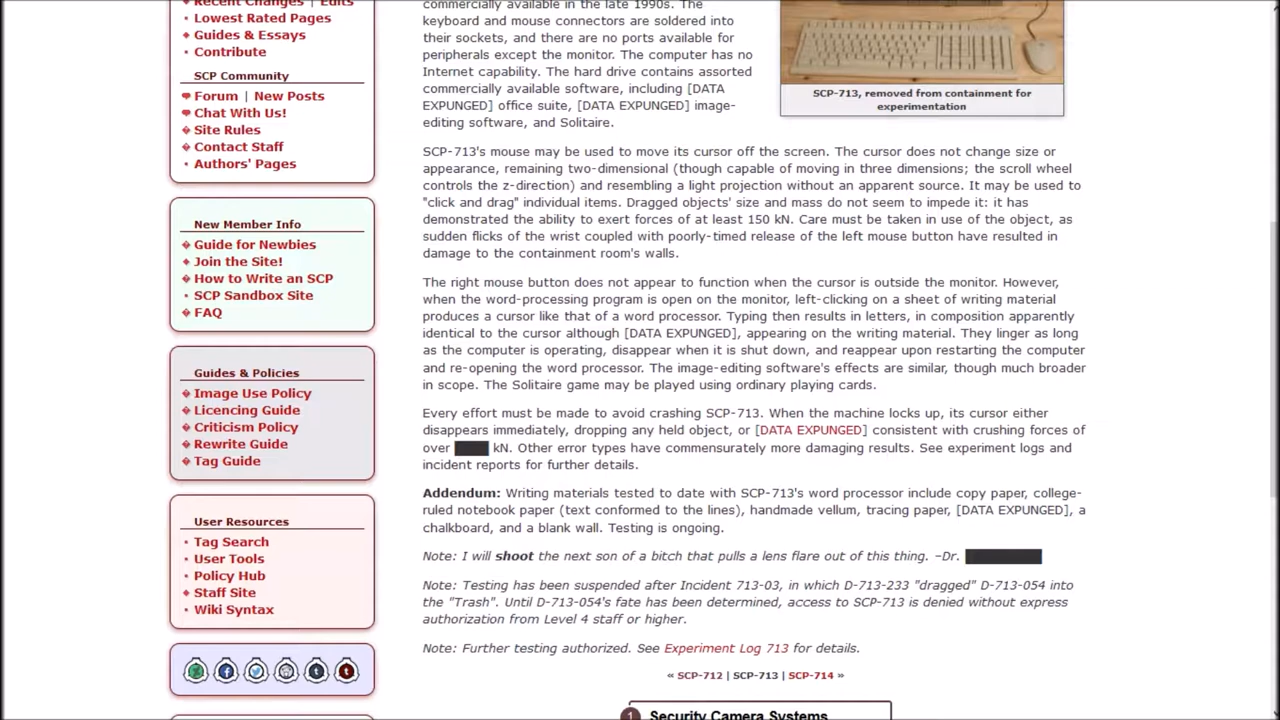 Recent Changes | Edits
Lowest Rated Pages
Guides & Essays
Contribute
SCP Community
Forum | New Posts
Chat With Us!
Site Rules
Contact Staff
Authors' Pages
New Member Info
Guide for Newbies
Join the Site!
How to Write an SCP
SCP Sandbox Site
FAQ
Guides & Policies
Image Use Policy
Licencing Guide
Criticism Policy
Rewrite Guide
Tag Guide
User Resources
Tag Search
User Tools
Policy Hub
Staff Site
Wiki Syntax
commercially available in the late 1990s. The
keyboard and mouse connectors are soldered into
their sockets, and there are no ports available for
peripherals except the monitor. The computer has no
Internet capability. The hard drive contains assorted
commercially available software, including [DATA
EXPUNGED] office suite, [DATA EXPUNGED] image-
editing software, and Solitaire.
SCP-713, removed from containment for
experimentation
SCP-713's mouse may be used to move its cursor off the screen. The cursor does not change size or
appearance, remaining two-dimensional (though capable of moving in three dimensions; the scroll wheel
controls the z-direction) and resembling a light projection without an apparent source. It may be used to
"click and drag" individual items. Dragged objects' size and mass do not seem to impede it: it has
demonstrated the ability to exert forces of at least 150 kN. Care must be taken in use of the object, as
sudden flicks of the wrist coupled with poorly-timed release of the left mouse button have resulted in
damage to the containment room's walls.
The right mouse button does not appear to function when the cursor is outside the monitor. However,
when the word-processing program is open on the monitor, left-clicking on a sheet of writing material
produces a cursor like that of a word processor. Typing then results in letters, in composition apparently
identical to the cursor although [DATA EXPUNGED], appearing on the writing material. They linger as long
as the computer is operating, disappear when it is shut down, and reappear upon restarting the computer
and re-opening the word processor. The image-editing software's effects are similar, though much broader
in scope. The Solitaire game may be played using ordinary playing cards.
Every effort must be made to avoid crashing SCP-713. When the machine locks up, its cursor either
disappears immediately, dropping any held object, or [DATA EXPUNGED] consistent with crushing forces of
over ████ kN. Other error types have commensurately more damaging results. See experiment logs and
incident reports for further details.
Addendum: Writing materials tested to date with SCP-713's word processor include copy paper, college-
ruled notebook paper (text conformed to the lines), handmade vellum, tracing paper, [DATA EXPUNGED], a
chalkboard, and a blank wall. Testing is ongoing.
Note: I will shoot the next son of a bitch that pulls a lens flare out of this thing. –Dr. █████████
Note: Testing has been suspended after Incident 713-03, in which D-713-233 "dragged" D-713-054 into
the "Trash". Until D-713-054's fate has been determined, access to SCP-713 is denied without express
authorization from Level 4 staff or higher.
Note: Further testing authorized. See Experiment Log 713 for details.
« SCP-712 | SCP-713 | SCP-714 »
1 Security Camera Systems